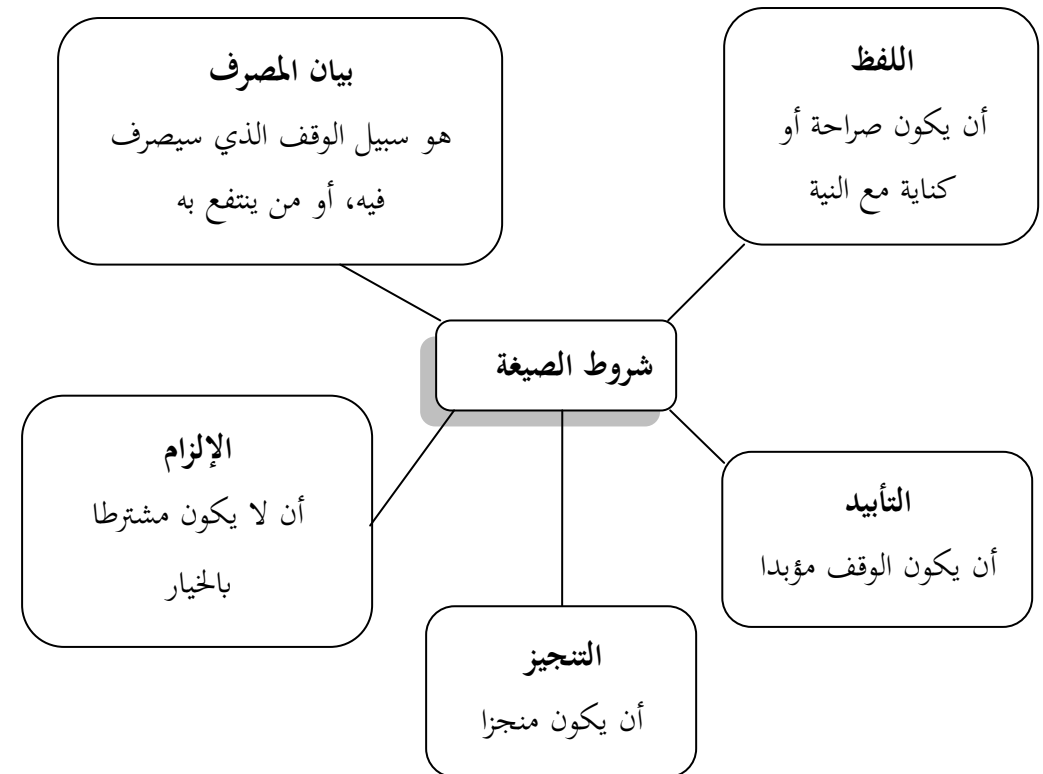 اللفظ
أن يكون صراحة أو
كناية مع النية
بيان المصرف
هو سبيل الوقف الذي سيصرف
فيه، أو من ينتفع به
شروط الصيغة
التأبيد
أن يكون الوقف مؤبدا
الإلزام
أن لا يكون مشترطا
بالخيار
التنجيز
أن يكون منجزا